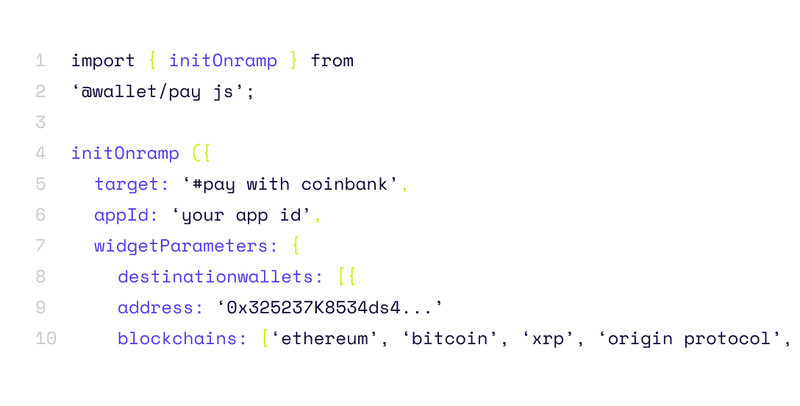 1 import { initOnramp } from
2 ‘@wallet/pay js’;
3
4 initOnramp ({
5 target: ‘#pay with coinbank’,
6 appId: ‘your app id’,
7 widgetParameters: {
8 destinationwallets: [{
9 address: ‘0x325237K8534ds4...’
10 blockchains: [‘ethereum’, ‘bitcoin’, ‘xrp’, ‘origin protocol’,